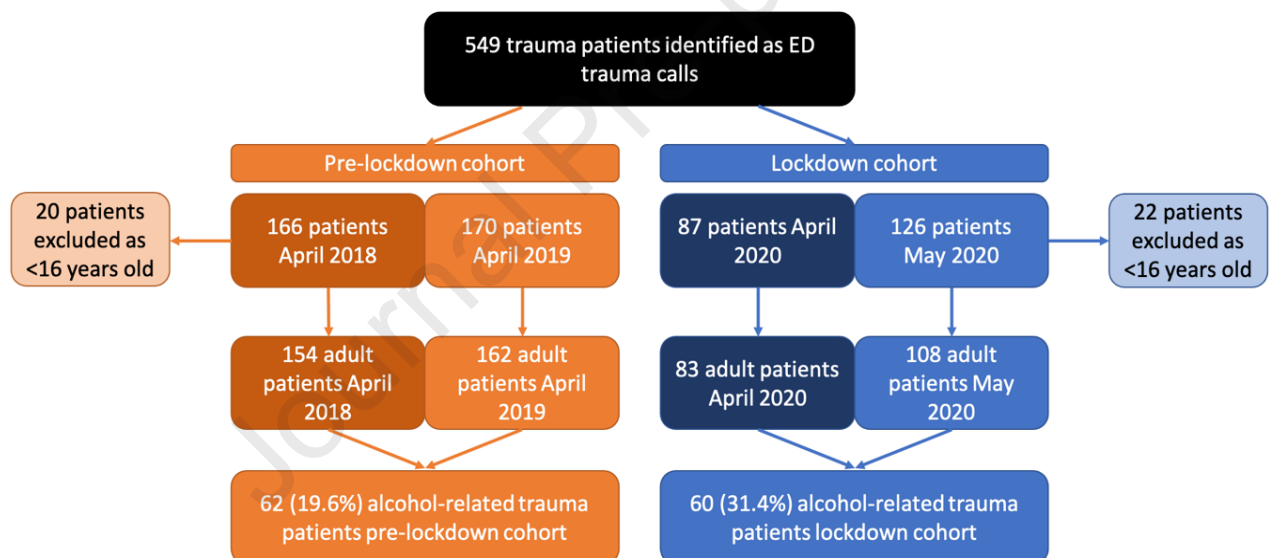 549 trauma patients identified as ED
trauma calls
Pre-lockdown cohort
Lockdown cohort
20 patients
excluded as
<16 years old
166 patients
April 2018
170 patients
April 2019
87 patients April
2020
126 patients
May 2020
22 patients
excluded as
<16 years old
154 adult
patients April
2018
162 adult
patients April
2019
83 adult patients
April 2020
108 adult
patients May
2020
62 (19.6%) alcohol-related trauma
patients pre-lockdown cohort
60 (31.4%) alcohol-related trauma
patients lockdown cohort
Journal Pre-p